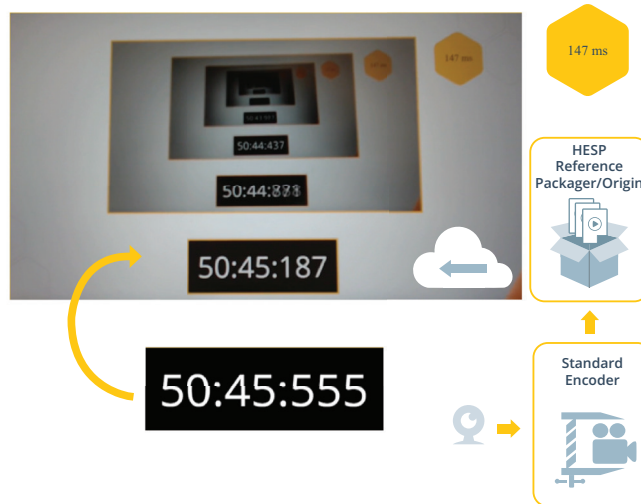 147 ms
147 ms
50:44:437
50:45:187
HESP
Reference
Packager/Origin
50:45:555
Standard
Encoder